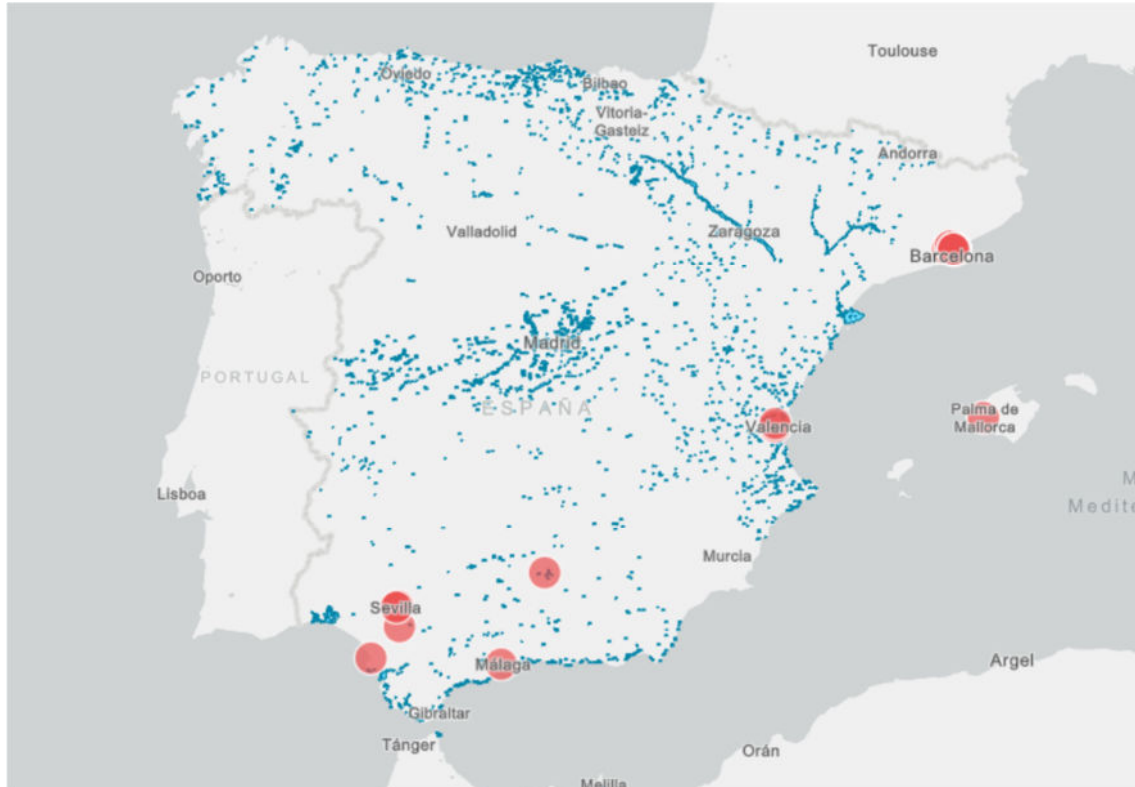 Toulouse
Oviedo
Bilbao
Vitoria-
Gasteiz
Andorra
Valladolid
Zaragoza
Barcelona
Oporto
Madrid
PORTUGAL
ESPAÑA
Palma de
Mallorca
Valencia
Lisboa
M
Medite
Murcia
Sevilla
Málaga
Argel
Gibraltar
Tánger
Orán
Melilla